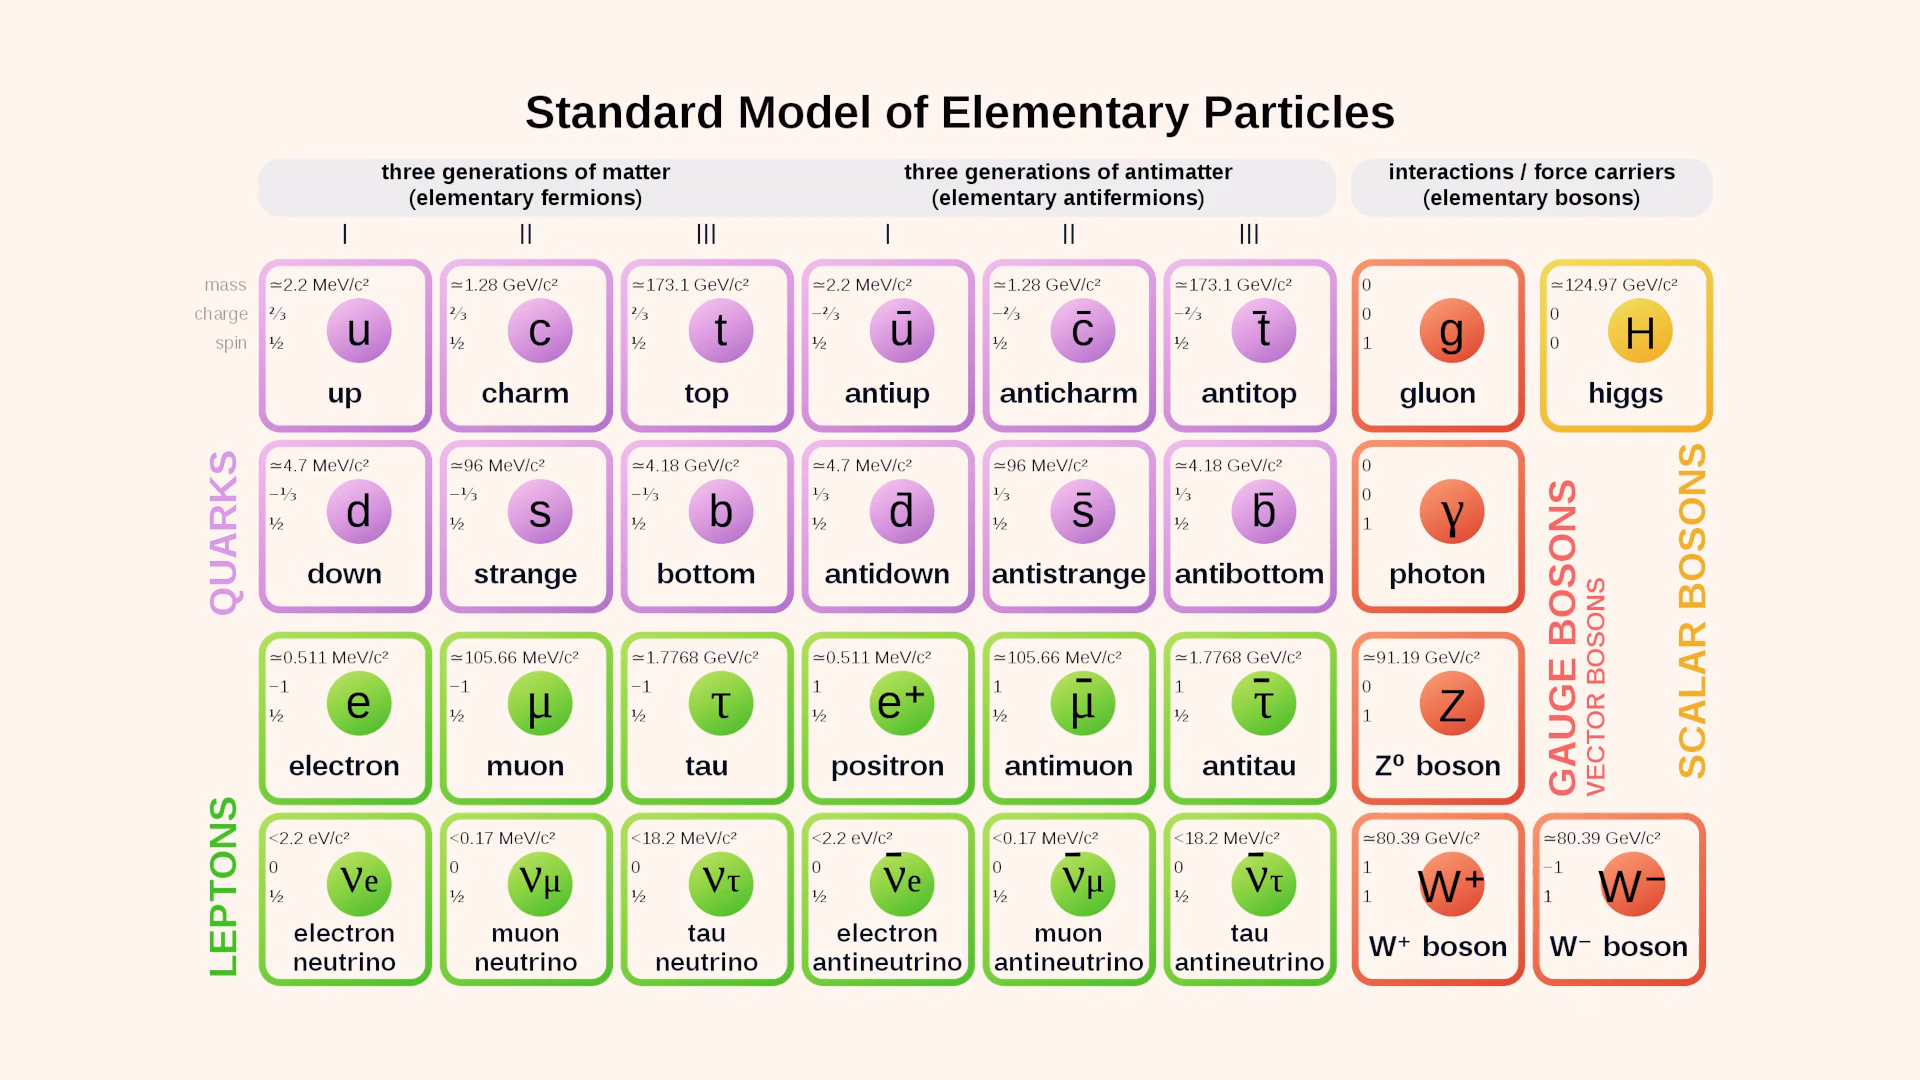 Standard Model of Elementary Particles
three generations of matter
(elementary fermions)
three generations of antimatter
(elementary antifermions)
interactions / force carriers
(elementary bosons)
I
II
III
I
II
III
mass
charge
spin
≃2.2 MeV/c²
⅔
½
u
up
≃1.28 GeV/c²
⅔
½
c
charm
≃173.1 GeV/c²
⅔
½
t
top
≃2.2 MeV/c²
−⅔
½
ū
antiup
≃1.28 GeV/c²
−⅔
½
c̄
anticharm
≃173.1 GeV/c²
−⅔
½
t̄
antitop
0
0
1
g
gluon
≃124.97 GeV/c²
0
0
H
higgs
QUARKS
≃4.7 MeV/c²
−⅓
½
d
down
≃96 MeV/c²
−⅓
½
s
strange
≃4.18 GeV/c²
−⅓
½
b
bottom
≃4.7 MeV/c²
⅓
½
d̄
antidown
≃96 MeV/c²
⅓
½
s̄
antistrange
≃4.18 GeV/c²
⅓
½
b̄
antibottom
0
0
1
γ
photon
GAUGE BOSONS
VECTOR BOSONS
SCALAR BOSONS
≃0.511 MeV/c²
−1
½
e
electron
≃105.66 MeV/c²
−1
½
μ
muon
≃1.7768 GeV/c²
−1
½
τ
tau
≃0.511 MeV/c²
1
½
e⁺
positron
≃105.66 MeV/c²
1
½
μ̄
antimuon
≃1.7768 GeV/c²
1
½
τ̄
antitau
≃91.19 GeV/c²
0
1
Z
Z⁰ boson
LEPTONS
<2.2 eV/c²
0
½
νe
electron
neutrino
<0.17 MeV/c²
0
½
νμ
muon
neutrino
<18.2 MeV/c²
0
½
ντ
tau
neutrino
<2.2 eV/c²
0
½
ν̄e
electron
antineutrino
<0.17 MeV/c²
0
½
ν̄μ
muon
antineutrino
<18.2 MeV/c²
0
½
ν̄τ
tau
antineutrino
≃80.39 GeV/c²
1
1
W⁺
W⁺ boson
≃80.39 GeV/c²
−1
1
W⁻
W⁻ boson